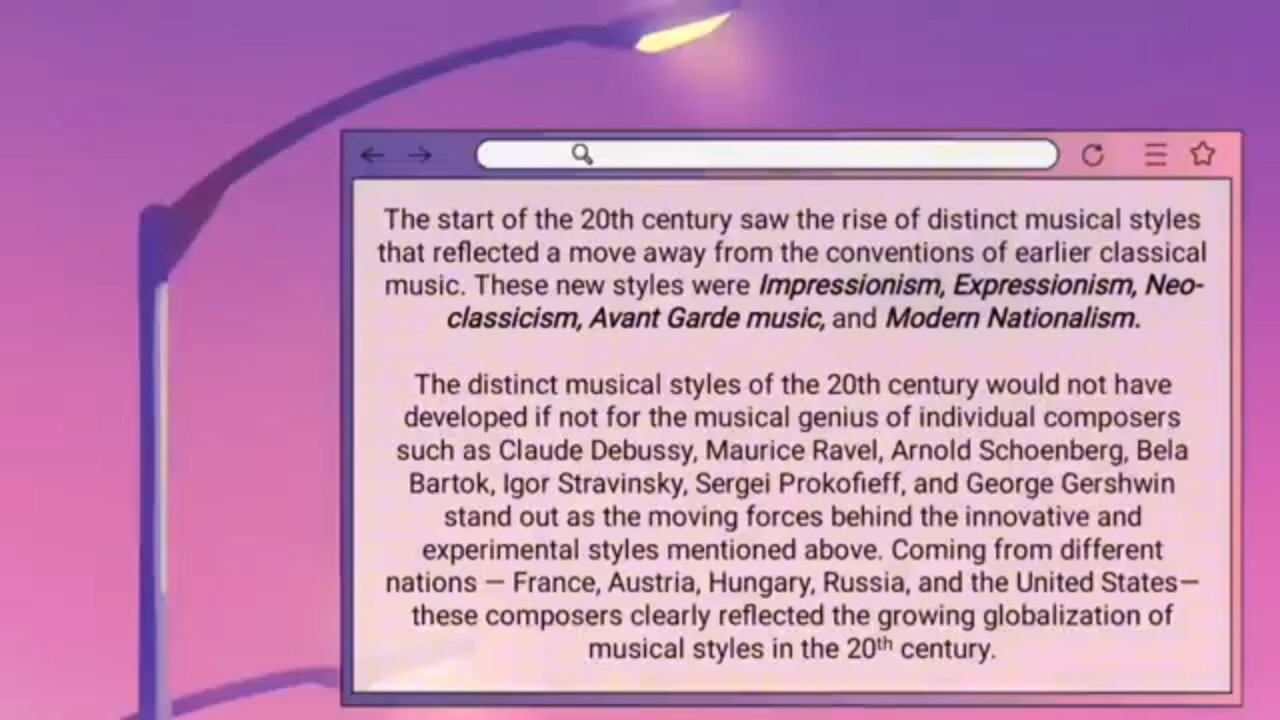 The start of the 20th century saw the rise of distinct musical styles
that reflected a move away from the conventions of earlier classical
music. These new styles were Impressionism, Expressionism, Neo-
classicism, Avant Garde music, and Modern Nationalism.
The distinct musical styles of the 20th century would not have
developed if not for the musical genius of individual composers
such as Claude Debussy, Maurice Ravel, Arnold Schoenberg, Bela
Bartok, Igor Stravinsky, Sergei Prokofieff, and George Gershwin
stand out as the moving forces behind the innovative and
experimental styles mentioned above. Coming from different
nations — France, Austria, Hungary, Russia, and the United States—
these composers clearly reflected the growing globalization of
musical styles in the 20th century.